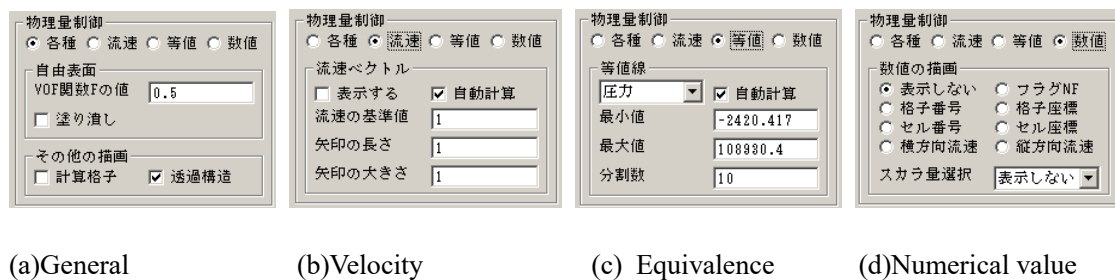 物理量制御
各種 流速 等値 数値
自由表面
VOF関数Fの値 0.5
塗り潰し
その他の描画
計算格子 透過構造
物理量制御
各種 流速 等値 数値
流速ベクトル
表示する 自動計算
流速の基準値 1
矢印の長さ 1
矢印の大きさ 1
物理量制御
各種 流速 等値 数値
等値線
圧力 自動計算
最小値 -2420.417
最大値 108930.4
分割数 10
物理量制御
各種 流速 等値 数値
数値の描画
表示しない フラグNF
格子番号 格子座標
セル番号 セル座標
横方向流速 縦方向流速
スカラ量選択 表示しない
(a)General (b)Velocity (c) Equivalence (d)Numerical value